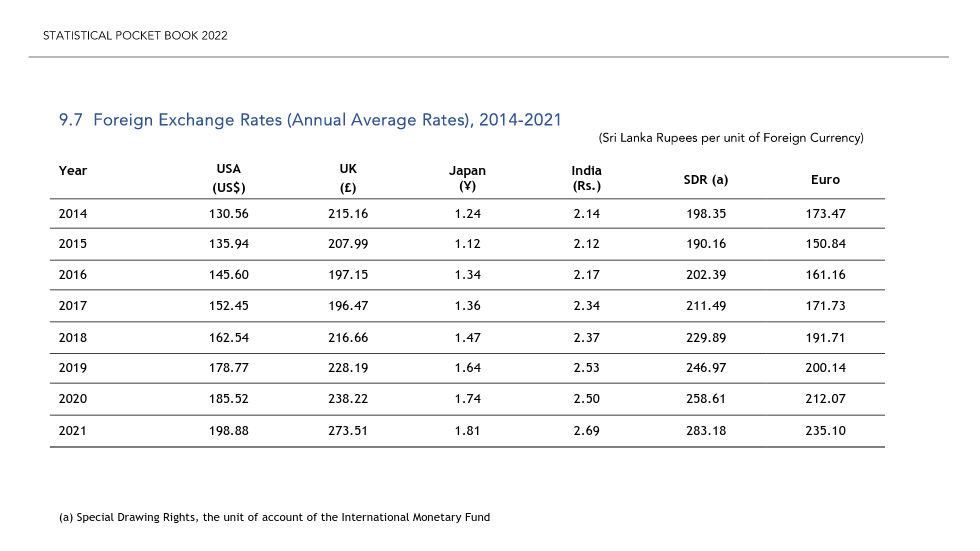 STATISTICAL POCKET BOOK 2022
9.7 Foreign Exchange Rates (Annual Average Rates), 2014-2021
(Sri Lanka Rupees per unit of Foreign Currency)
Year USA (US$) UK (£) Japan (¥) India (Rs.) SDR (a) Euro
2014 130.56 215.16 1.24 2.14 198.35 173.47
2015 135.94 207.99 1.12 2.12 190.16 150.84
2016 145.60 197.15 1.34 2.17 202.39 161.16
2017 152.45 196.47 1.36 2.34 211.49 171.73
2018 162.54 216.66 1.47 2.37 229.89 191.71
2019 178.77 228.19 1.64 2.53 246.97 200.14
2020 185.52 238.22 1.74 2.50 258.61 212.07
2021 198.88 273.51 1.81 2.69 283.18 235.10
(a) Special Drawing Rights, the unit of account of the International Monetary Fund